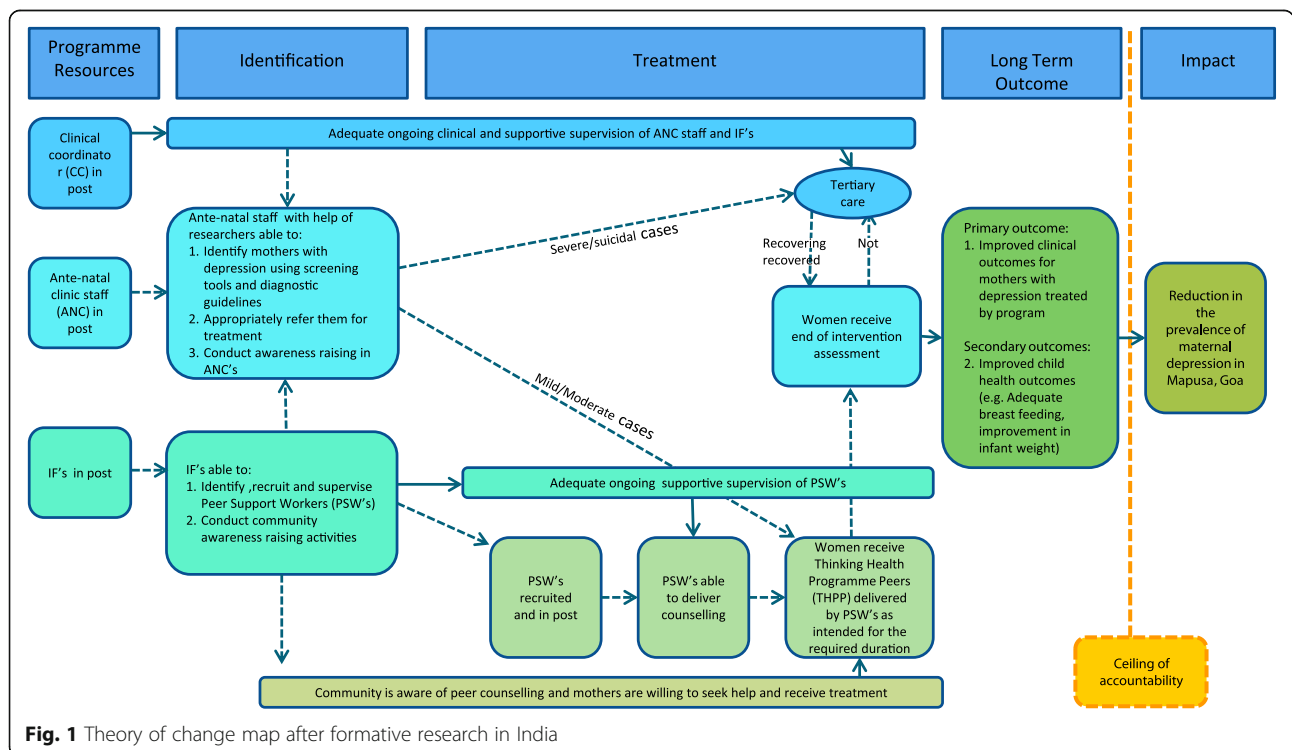 Programme
Resources
Identification
Treatment
Long Term
Outcome
Impact
Clinical
coordinato
r (CC) in
post
Adequate ongoing clinical and supportive supervision of ANC staff and IF's
Tertiary
care
Ante-natal
clinic staff
(ANC) in
post
Ante-natal staff with help of
researchers able to:
1. Identify mothers with
depression using screening
tools and diagnostic
guidelines
2. Appropriately refer them for
treatment
3. Conduct awareness raising in
ANC's
Severe/suicidal cases
Mild/Moderate cases
Recovering
recovered
Not
Women receive
end of intervention
assessment
Primary outcome:
1. Improved clinical
outcomes for
mothers with
depression treated
by program
Secondary outcomes:
2. Improved child
health outcomes
(e.g. Adequate
breast feeding,
improvement in
infant weight)
Reduction in
the
prevalence of
maternal
depression in
Mapusa, Goa
IF's in post
IF's able to:
1. Identify ,recruit and supervise
Peer Support Workers (PSW's)
2. Conduct community
awareness raising activities
Adequate ongoing supportive supervision of PSW's
PSW's
recruited
and in post
PSW's able
to deliver
counselling
Women receive
Thinking Health
Programme Peers
(THPP) delivered
by PSW's as
intended for the
required duration
Community is aware of peer counselling and mothers are willing to seek help and receive treatment
Ceiling of
accountability
Fig. 1 Theory of change map after formative research in India